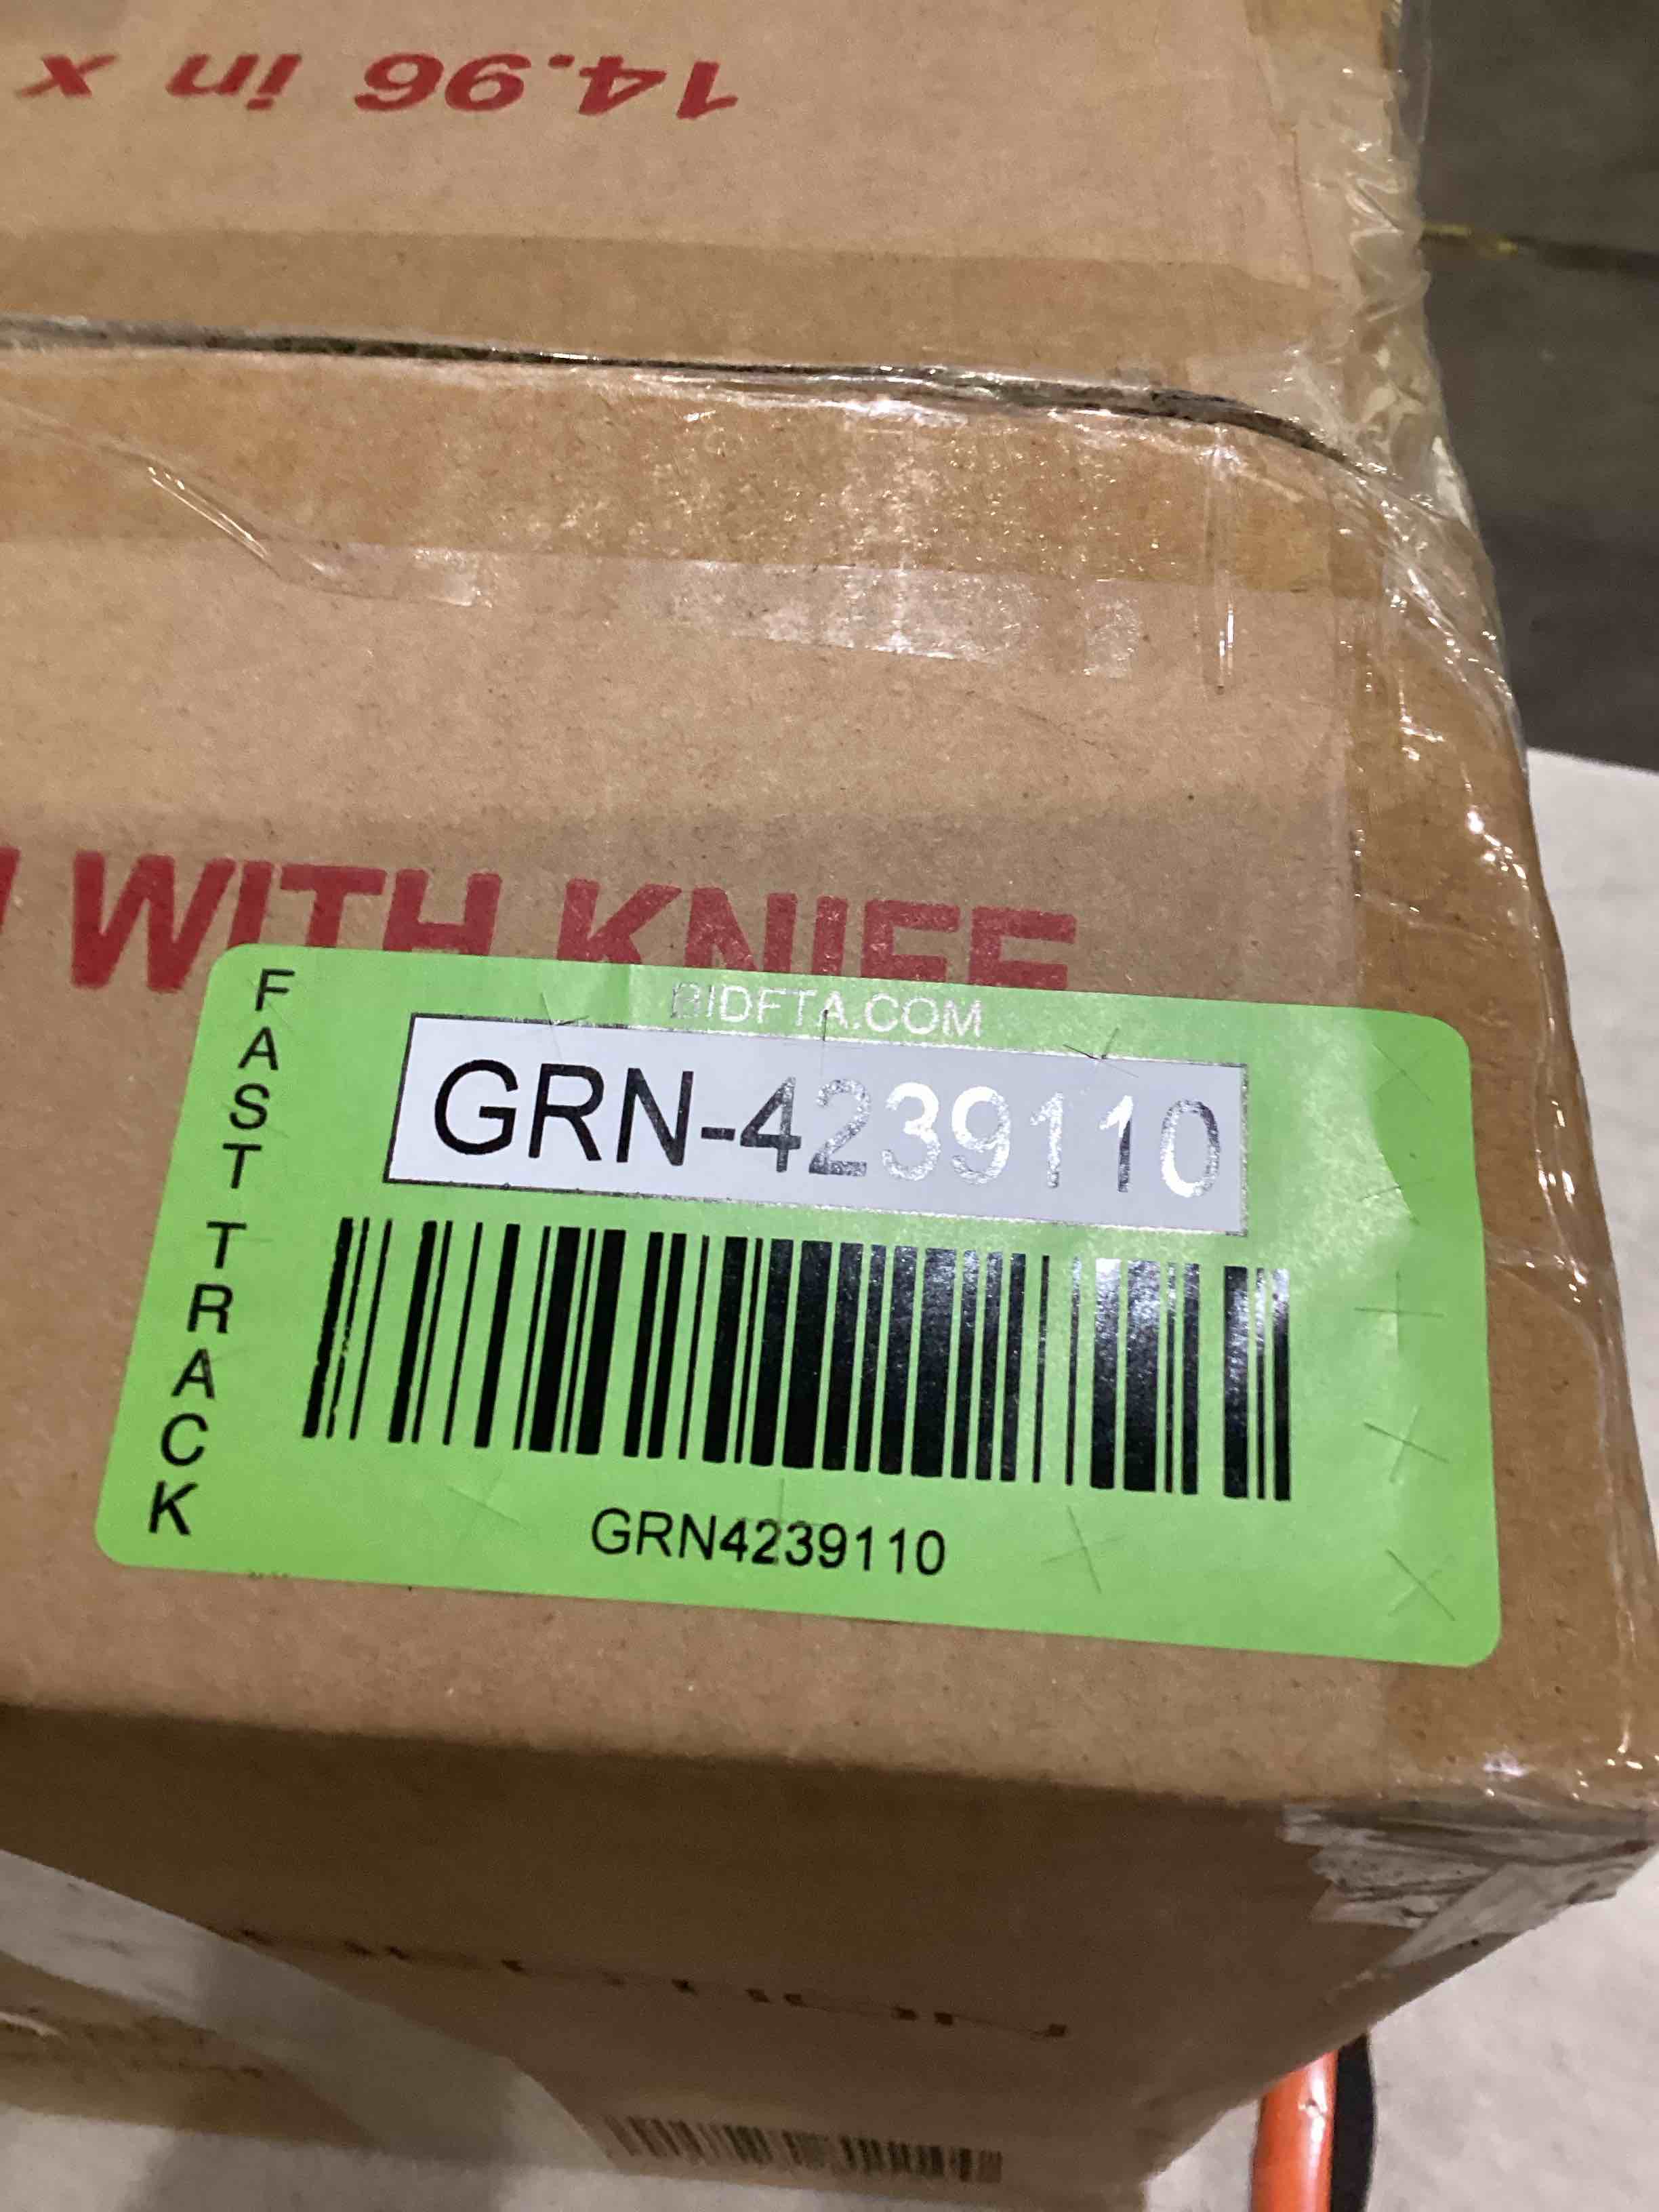 14.96 in x
WITH KNIFE
BIDFTA.COM
FAST TRACK
GRN-4239110
GRN4239110